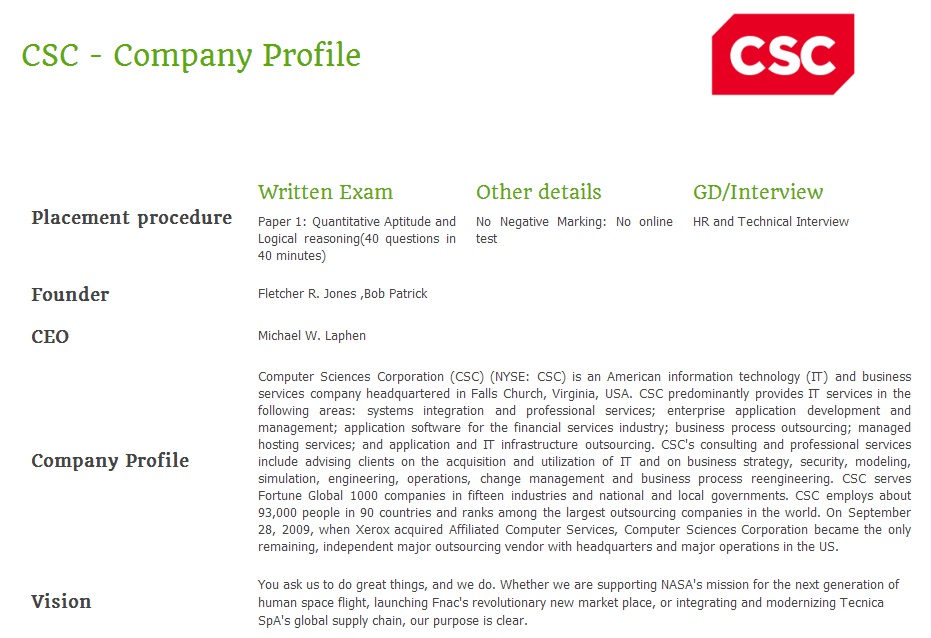 CSC - Company Profile
CSC
Written Exam
Other details
GD/Interview
Placement procedure
Paper 1: Quantitative Aptitude and
Logical reasoning(40 questions in
40 minutes)
No Negative Marking: No online
test
HR and Technical Interview
Founder
Fletcher R. Jones ,Bob Patrick
CEO
Michael W. Laphen
Company Profile
Computer Sciences Corporation (CSC) (NYSE: CSC) is an American information technology (IT) and business
services company headquartered in Falls Church, Virginia, USA. CSC predominantly provides IT services in the
following areas: systems integration and professional services; enterprise application development and
management; application software for the financial services industry; business process outsourcing; managed
hosting services; and application and IT infrastructure outsourcing. CSC's consulting and professional services
include advising clients on the acquisition and utilization of IT and on business strategy, security, modeling,
simulation, engineering, operations, change management and business process reengineering. CSC serves
Fortune Global 1000 companies in fifteen industries and national and local governments. CSC employs about
93,000 people in 90 countries and ranks among the largest outsourcing companies in the world. On September
28, 2009, when Xerox acquired Affiliated Computer Services, Computer Sciences Corporation became the only
remaining, independent major outsourcing vendor with headquarters and major operations in the US.
Vision
You ask us to do great things, and we do. Whether we are supporting NASA's mission for the next generation of
human space flight, launching Fnac's revolutionary new market place, or integrating and modernizing Tecnica
SpA's global supply chain, our purpose is clear.